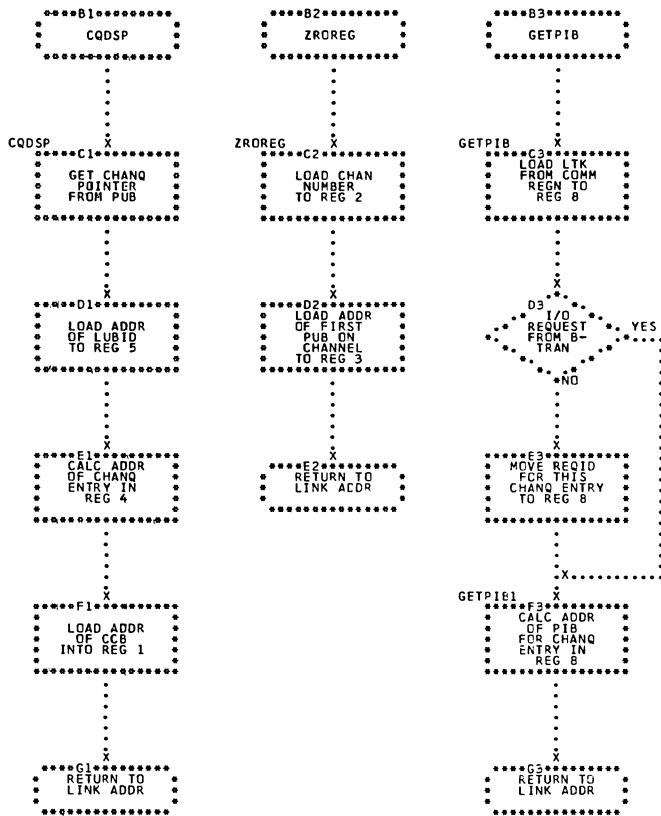 B1
CQDSP
CQDSP
C1
GET CHANQ
POINTER
FROM PUB
D1
LOAD ADDR
OF LUBID
TO REG 5
E1
CALC ADDR
OF CHANQ
ENTRY IN
REG 4
F1
LOAD ADDR
OF CCB
INTO REG 1
G1
RETURN TO
LINK ADDR
B2
ZROREG
ZROREG
C2
LOAD CHAN
NUMBER
TO REG 2
D2
LOAD ADDR
OF FIRST
PUB ON
CHANNEL
TO REG 3
E2
RETURN TO
LINK ADDR
B3
GETPIB
GETPIB
C3
LOAD LTK
FROM COMM
REGN TO
REG 8
D3
I/O
REQUEST
FROM B-
TRAN
YES
NO
E3
MOVE REQID
FOR THIS
CHANQ ENTRY
TO REG 8
GETPIB1
F3
CALC ADDR
OF PIB
FOR CHANQ
ENTRY IN
REG 8
G3
RETURN TO
LINK ADDR